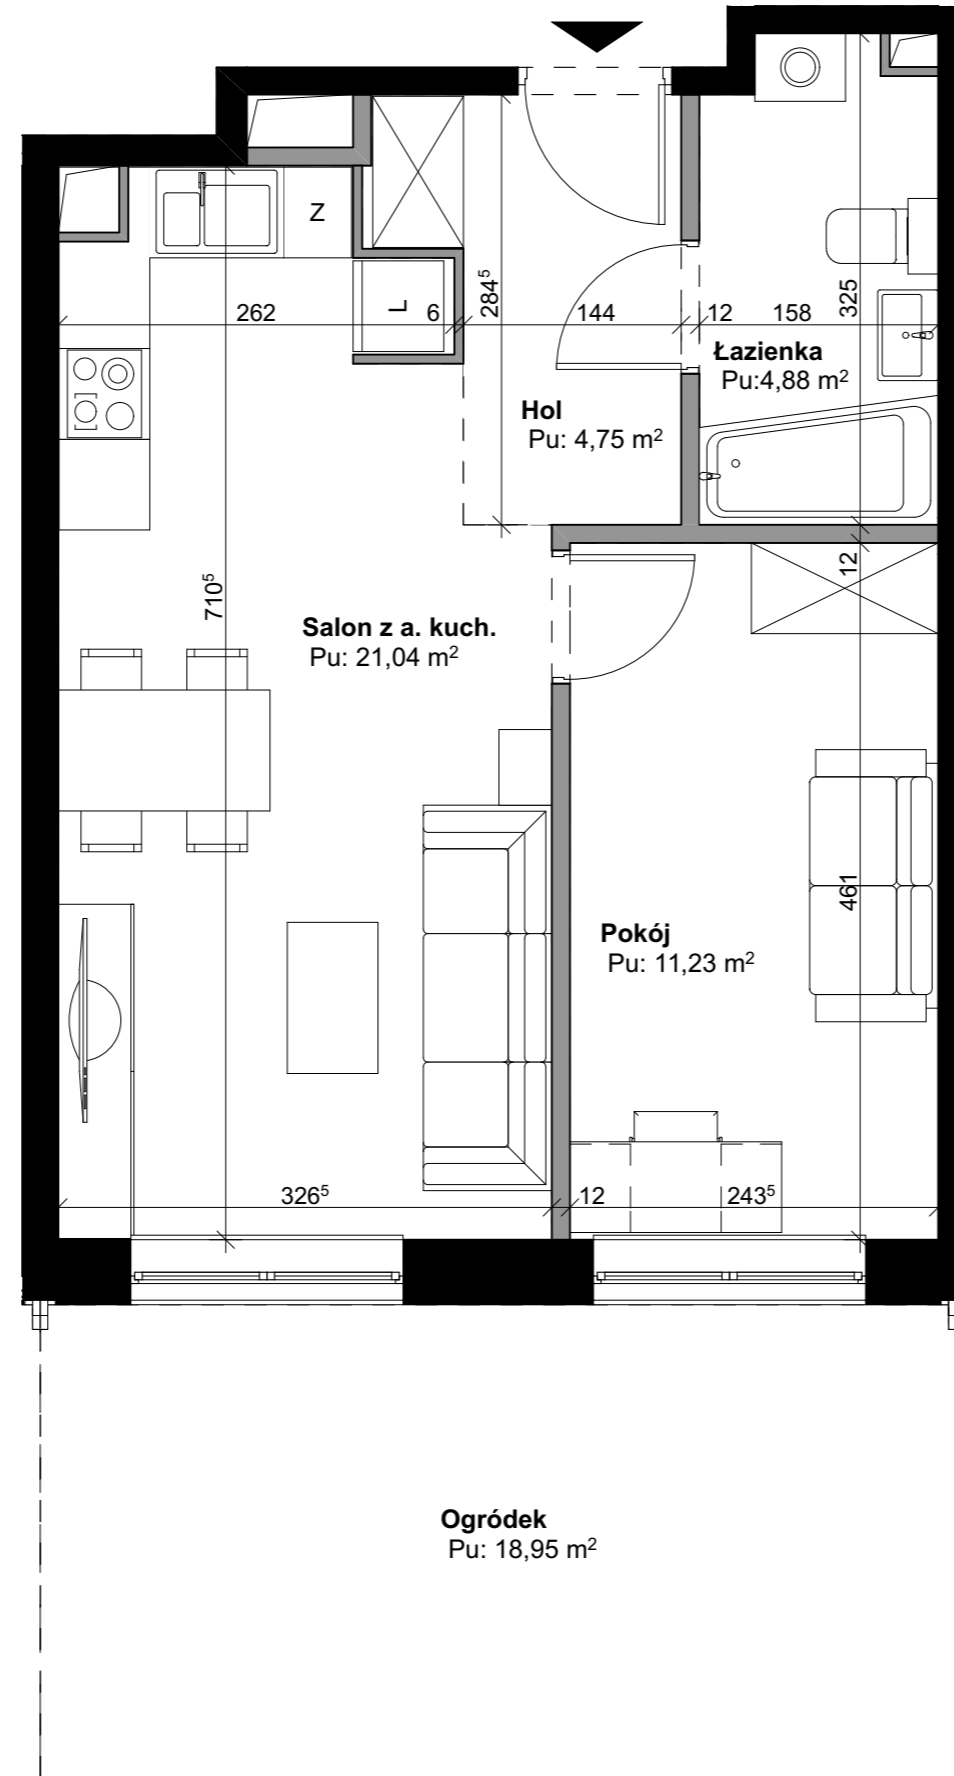 Z
L
262
6
284⁵
144
12
158
325
Łazienka
Pu:4,88 m²
Hol
Pu: 4,75 m²
12
710⁵
Salon z a. kuch.
Pu: 21,04 m²
461
Pokój
Pu: 11,23 m²
326⁵
12
243⁵
Ogródek
Pu: 18,95 m²